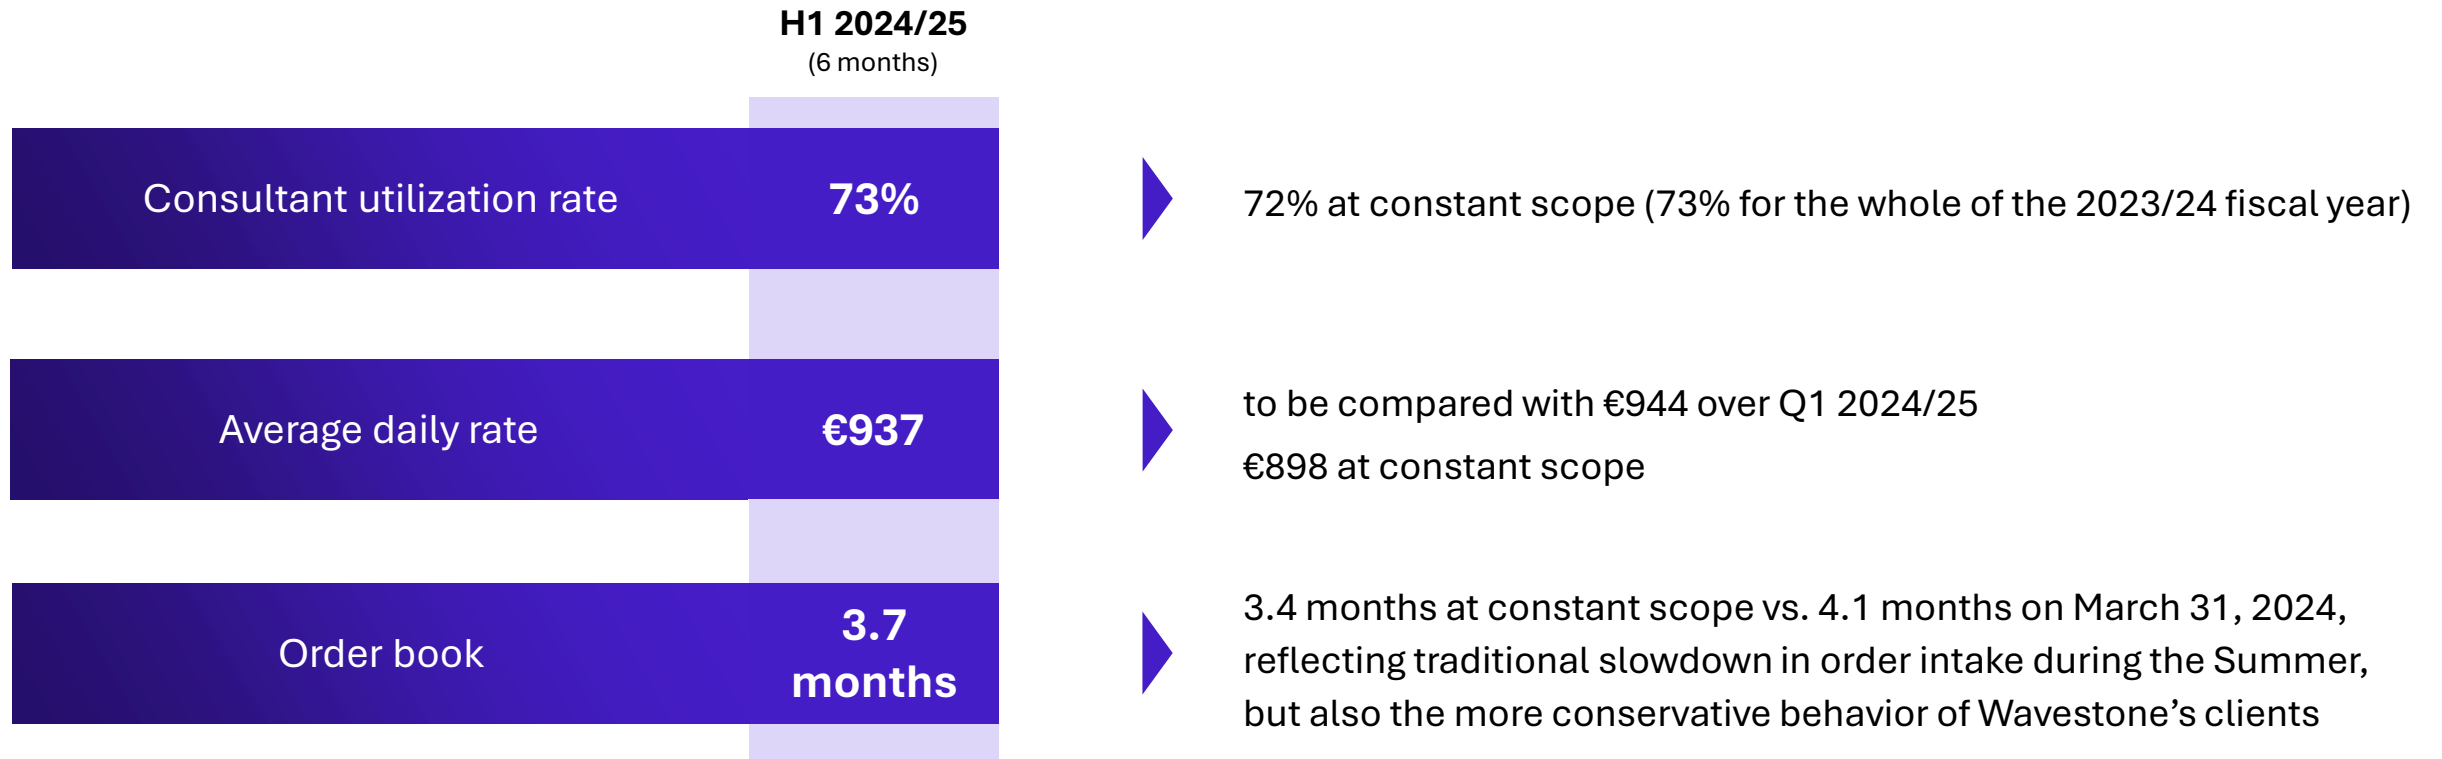 H1 2024/25
(6 months)
Consultant utilization rate
73%
72% at constant scope (73% for the whole of the 2023/24 fiscal year)
Average daily rate
€937
to be compared with €944 over Q1 2024/25
€898 at constant scope
Order book
3.7
months
3.4 months at constant scope vs. 4.1 months on March 31, 2024,
reflecting traditional slowdown in order intake during the Summer,
but also the more conservative behavior of Wavestone’s clients